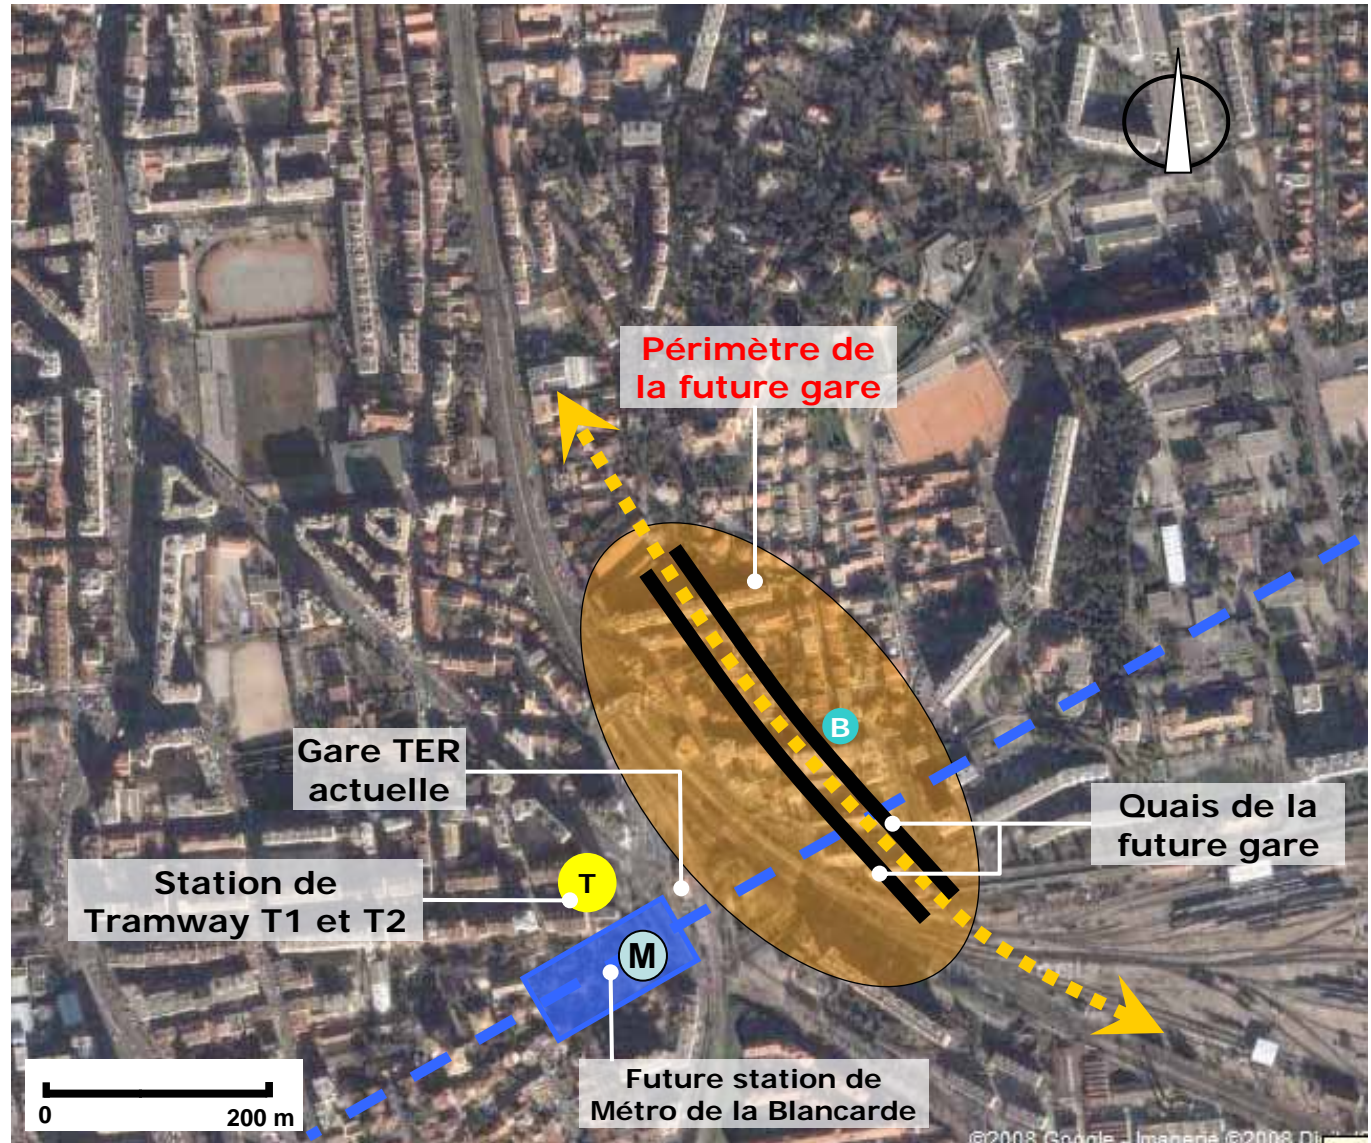 Périmètre de
la future gare
B
Gare TER
actuelle
Quais de la
future gare
Station de
Tramway T1 et T2
T
M
Future station de
Métro de la Blancarde
0
200 m
©2008 Google - Imagerie ©2008